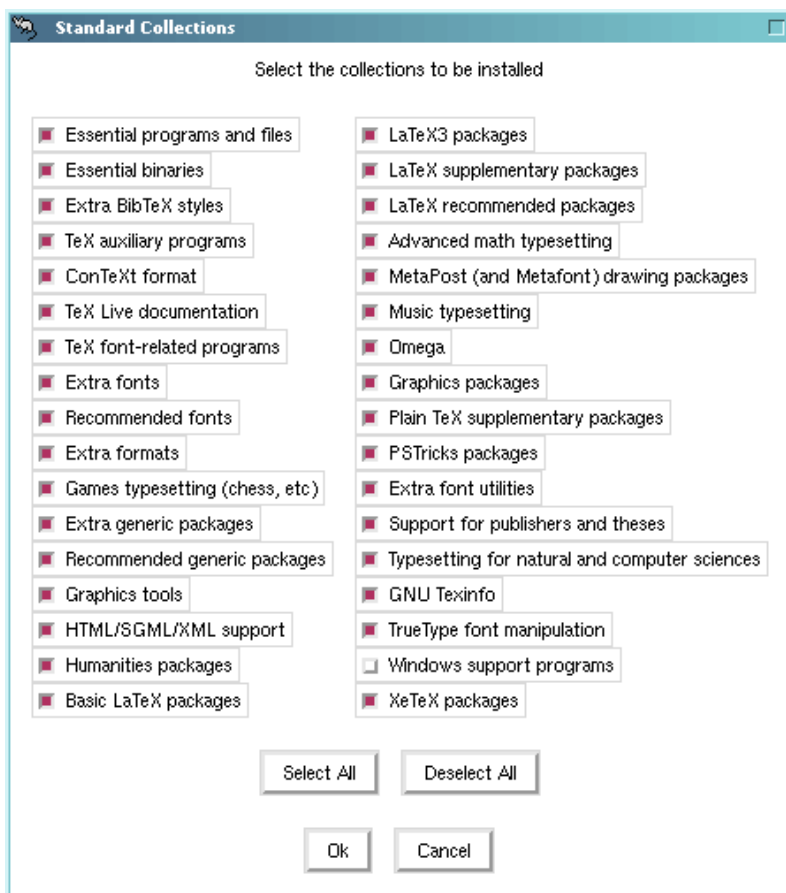 Standard Collections
Select the collections to be installed
Essential programs and files
Essential binaries
Extra BibTeX styles
TeX auxiliary programs
ConTeXt format
TeX Live documentation
TeX font-related programs
Extra fonts
Recommended fonts
Extra formats
Games typesetting (chess, etc)
Extra generic packages
Recommended generic packages
Graphics tools
HTML/SGML/XML support
Humanities packages
Basic LaTeX packages
LaTeX3 packages
LaTeX supplementary packages
LaTeX recommended packages
Advanced math typesetting
MetaPost (and Metafont) drawing packages
Music typesetting
Omega
Graphics packages
Plain TeX supplementary packages
PSTricks packages
Extra font utilities
Support for publishers and theses
Typesetting for natural and computer sciences
GNU Texinfo
TrueType font manipulation
Windows support programs
XeTeX packages
Select All
Deselect All
Ok
Cancel